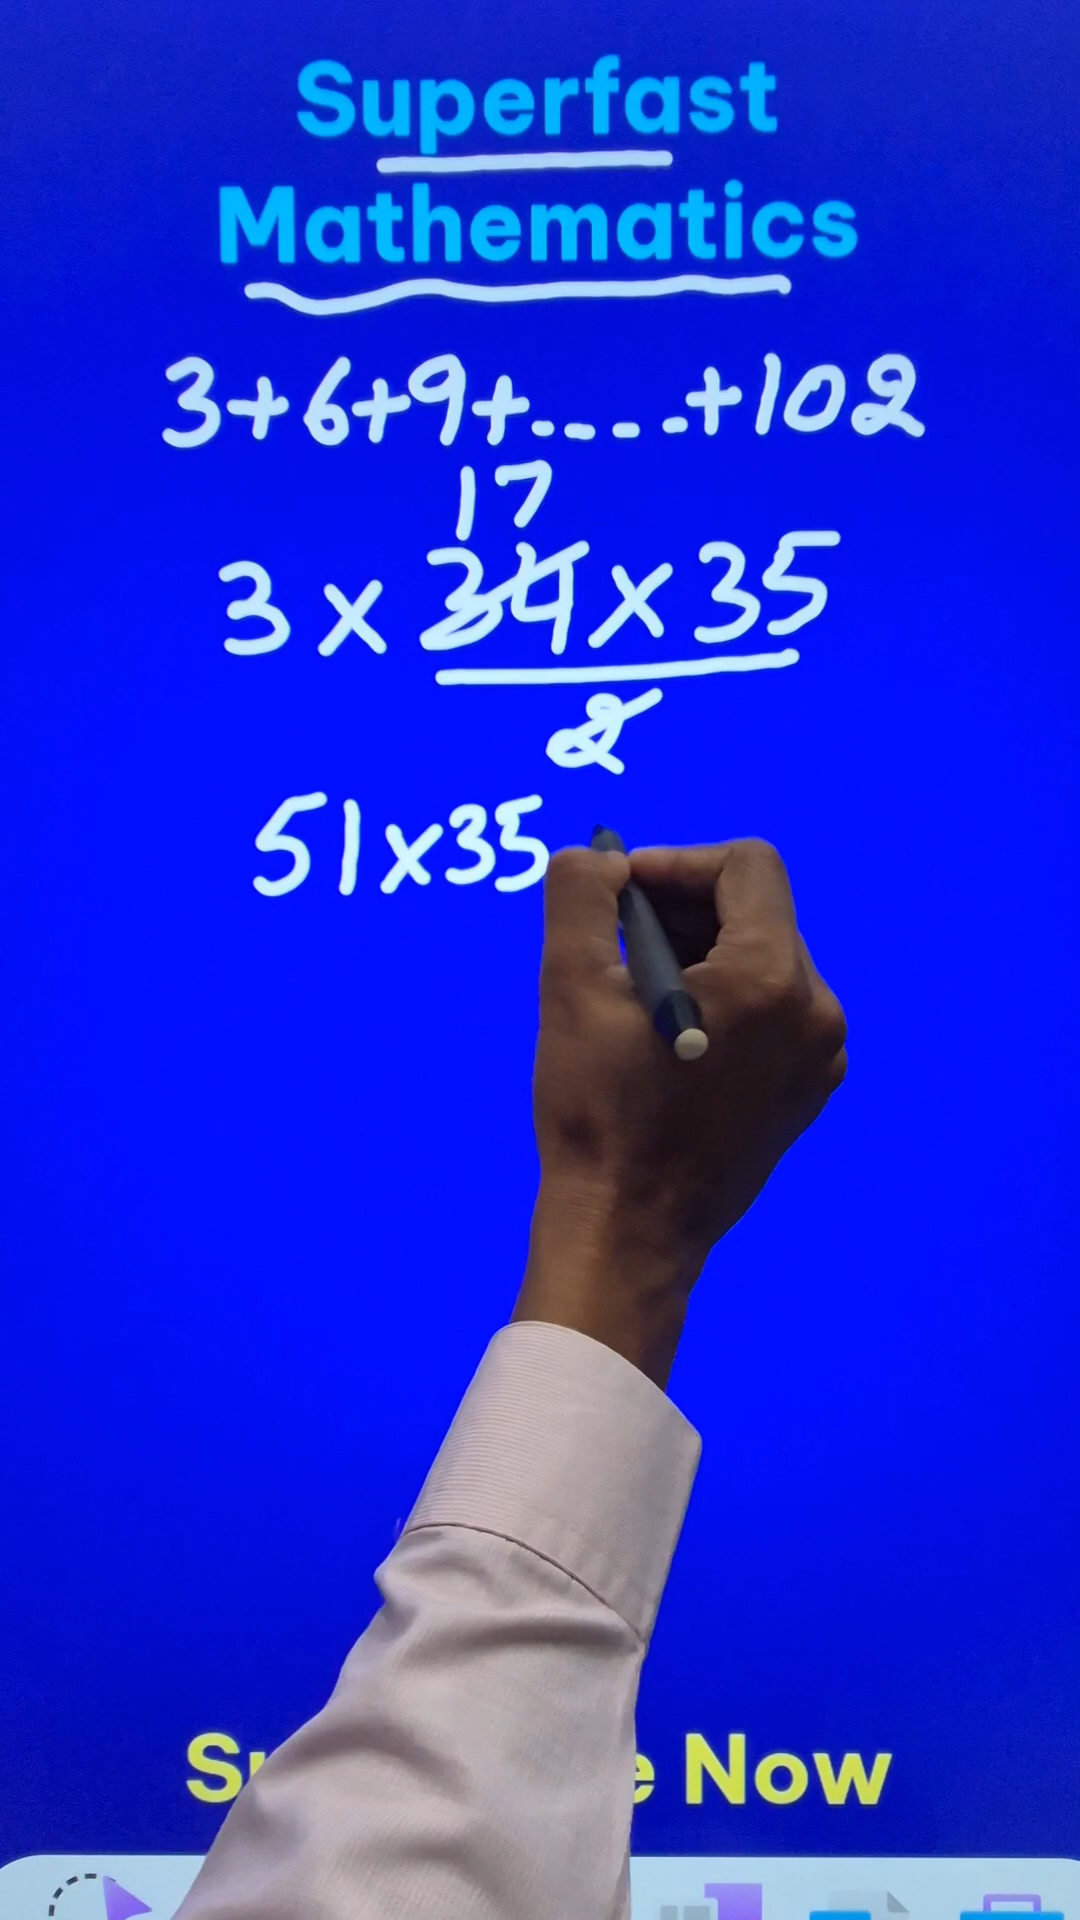 Superfast
Mathematics
3+6+9+....+102
17
3 x 34 x 35
2
51x35
Now